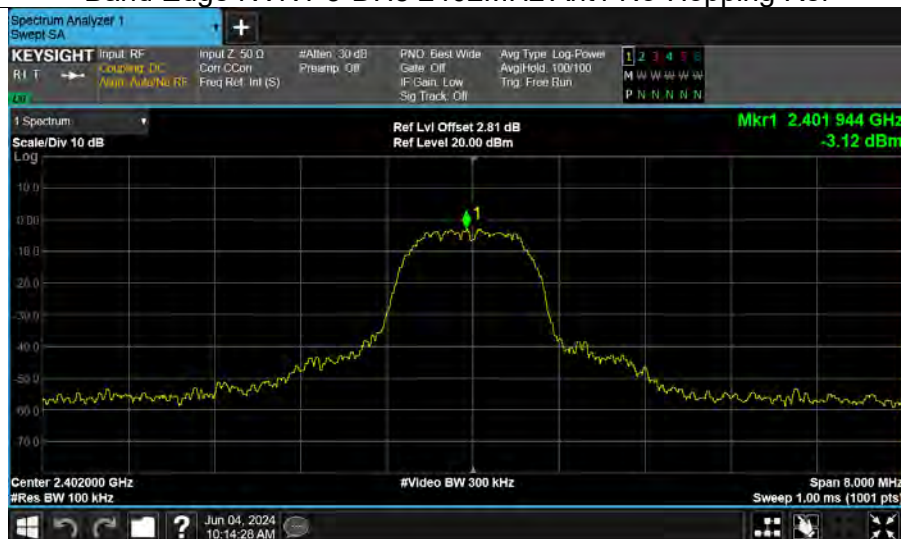 Spectrum Analyzer 1
Swept SA
+
KEYSIGHT Input: RF Input Z: 50 Ω #Atten: 30 dB PNO: Best Wide Avg Type: Log-Power 1 2 3 4 5 6
RL T Coupling: DC Corr CCorr Preamp: Off Gate: Off Avg|Hold: 100/100 M W W W W W
Align: Auto/No RF Freq Ref: Int (S) IF Gain: Low Trig: Free Run
Sig Track: Off P N N N N N
1 Spectrum Ref Lvl Offset 2.81 dB Mkr1 2.401 944 GHz
Scale/Div 10 dB Ref Level 20.00 dBm -3.12 dBm
Log
10.0
0.00
1
-10.0
-20.0
-30.0
-50.0
-60.0
-70.0
Center 2.402000 GHz #Video BW 300 kHz Span 8.000 MHz
#Res BW 100 kHz Sweep 1.00 ms (1001 pts)
? Jun 04, 2024
10:14:28 AM